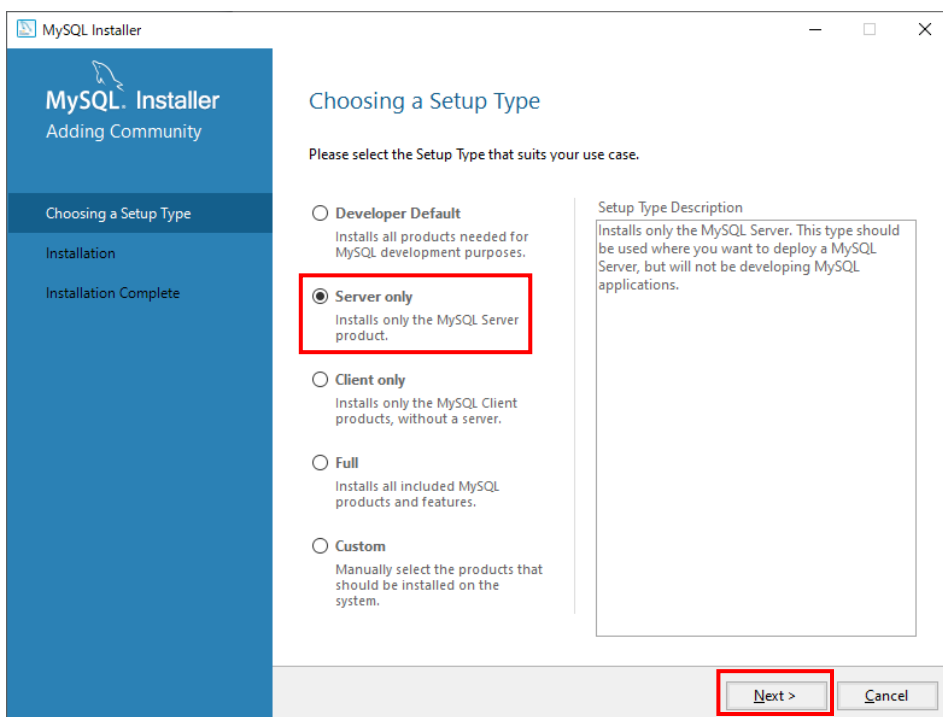 MySQL Installer
MySQL. Installer
Adding Community
Choosing a Setup Type
Installation
Installation Complete
Choosing a Setup Type
Please select the Setup Type that suits your use case.
Developer Default
Installs all products needed for
MySQL development purposes.
Server only
Installs only the MySQL Server
product.
Client only
Installs only the MySQL Client
products, without a server.
Full
Installs all included MySQL
products and features.
Custom
Manually select the products that
should be installed on the
system.
Setup Type Description
Installs only the MySQL Server. This type should
be used where you want to deploy a MySQL
Server, but will not be developing MySQL
applications.
Next >
Cancel